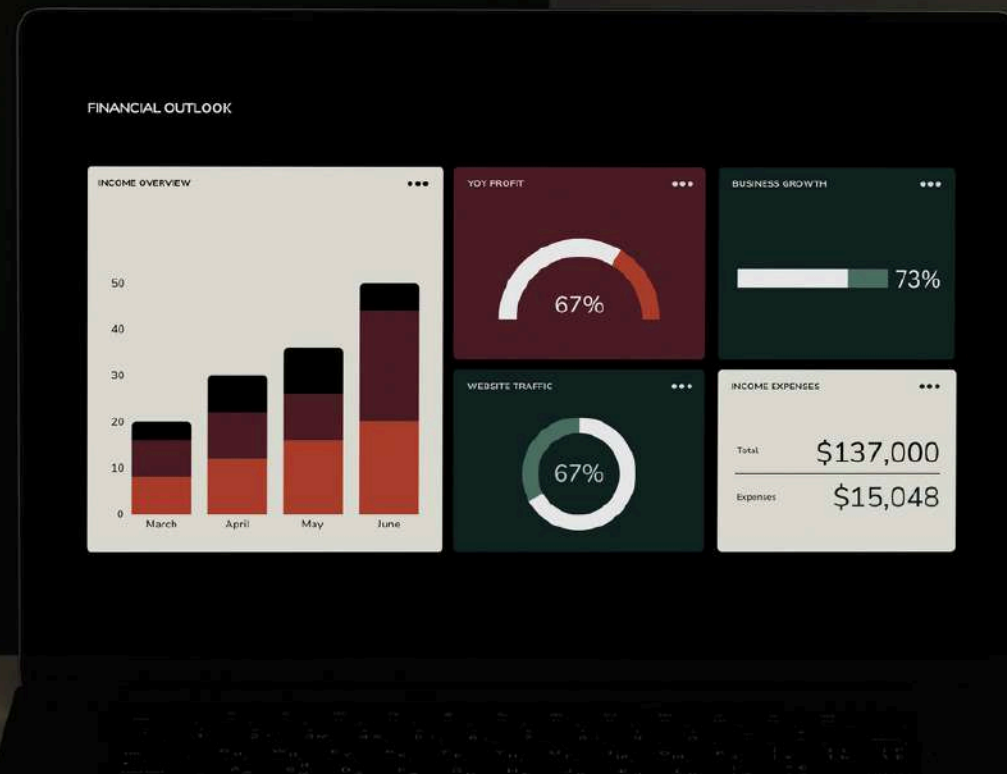 FINANCIAL OUTLOOK
INCOME OVERVIEW
50
40
30
20
10
0
March April May June
YOY PROFIT
67%
BUSINESS GROWTH
73%
WEBSITE TRAFFIC
67%
INCOME EXPENSES
Total $137,000
Expenses $15,048